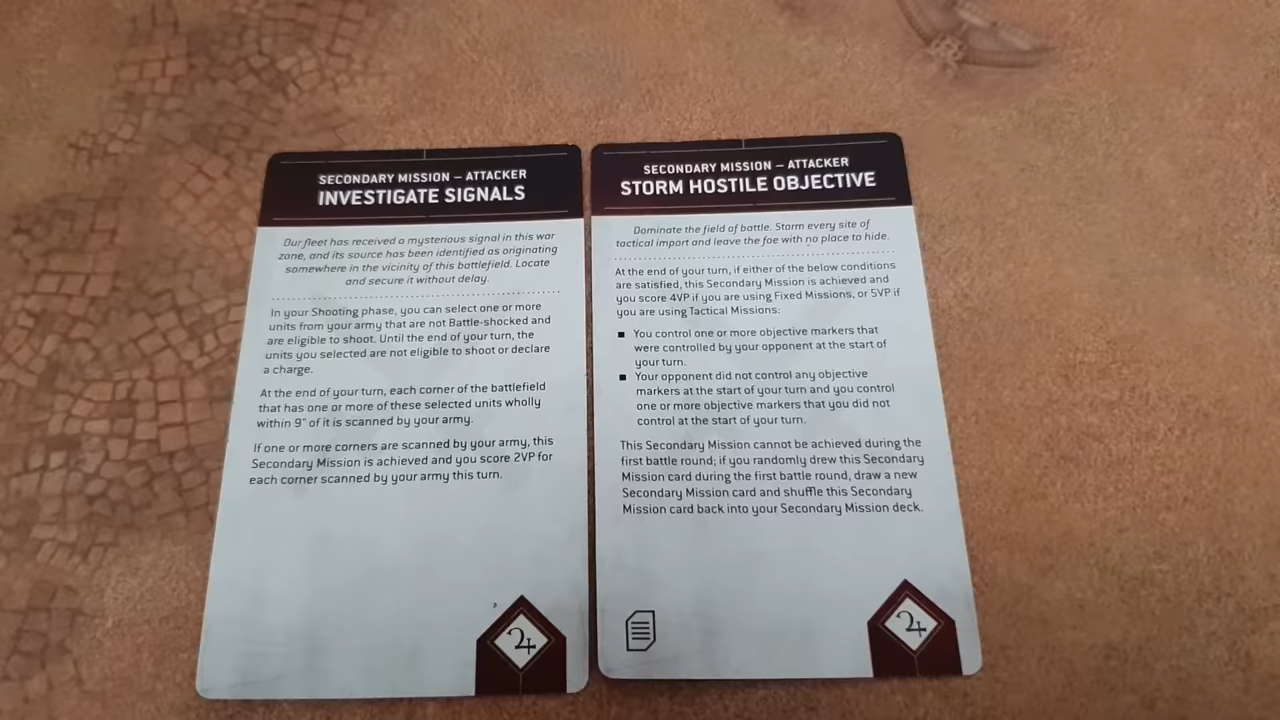 SECONDARY MISSION – ATTACKER
INVESTIGATE SIGNALS
Our fleet has received a mysterious signal in this war
zone, and its source has been identified as originating
somewhere in the vicinity of this battlefield. Locate
and secure it without delay.
In your Shooting phase, you can select one or more
units from your army that are not Battle-shocked and
are eligible to shoot. Until the end of your turn, the
units you selected are not eligible to shoot or declare
a charge.
At the end of your turn, each corner of the battlefield
that has one or more of these selected units wholly
within 9" of it is scanned by your army.
If one or more corners are scanned by your army, this
Secondary Mission is achieved and you score 2VP for
each corner scanned by your army this turn.
SECONDARY MISSION – ATTACKER
STORM HOSTILE OBJECTIVE
Dominate the field of battle. Storm every site of
tactical import and leave the foe with no place to hide.
At the end of your turn, if either of the below conditions
are satisfied, this Secondary Mission is achieved and
you score 4VP if you are using Fixed Missions, or 5VP if
you are using Tactical Missions:
■ You control one or more objective markers that
were controlled by your opponent at the start of
your turn.
■ Your opponent did not control any objective
markers at the start of your turn and you control
one or more objective markers that you did not
control at the start of your turn.
This Secondary Mission cannot be achieved during the
first battle round; if you randomly drew this Secondary
Mission card during the first battle round, draw a new
Secondary Mission card and shuffle this Secondary
Mission card back into your Secondary Mission deck.